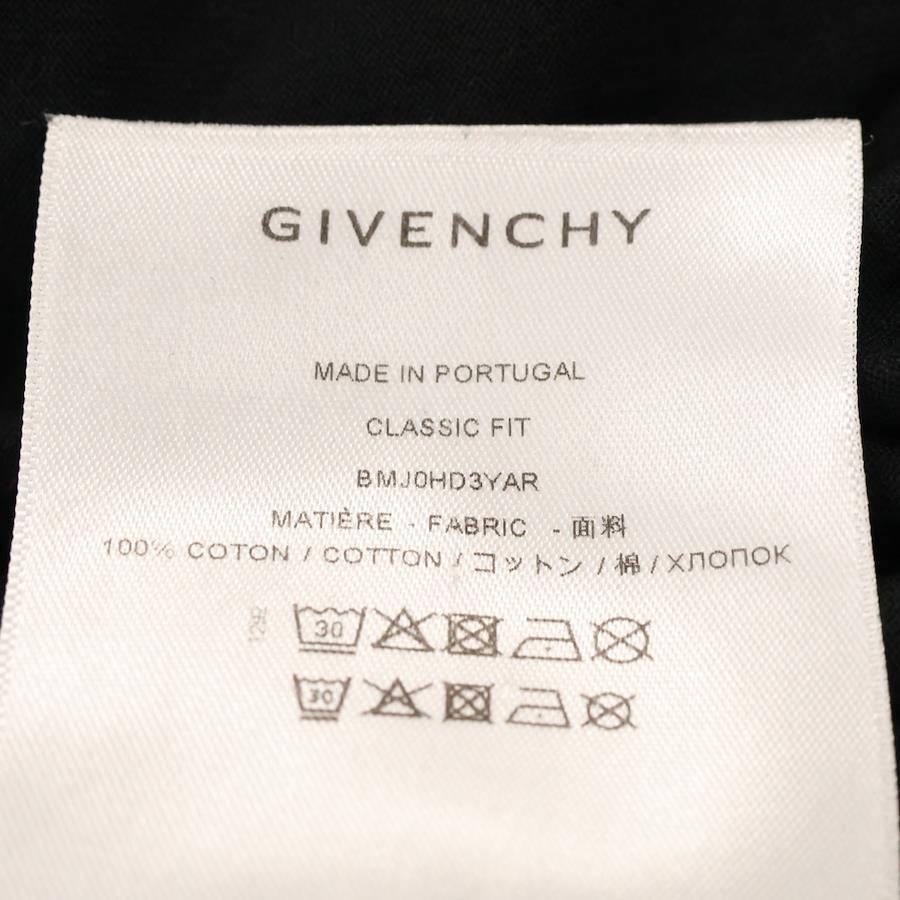 GIVENCHY
MADE IN PORTUGAL
CLASSIC FIT
BMJ0HD3YAR
MATIÈRE - FABRIC - 面料
100% COTON / COTTON / コットン / 棉 / ХЛОПОК
1292
30
30